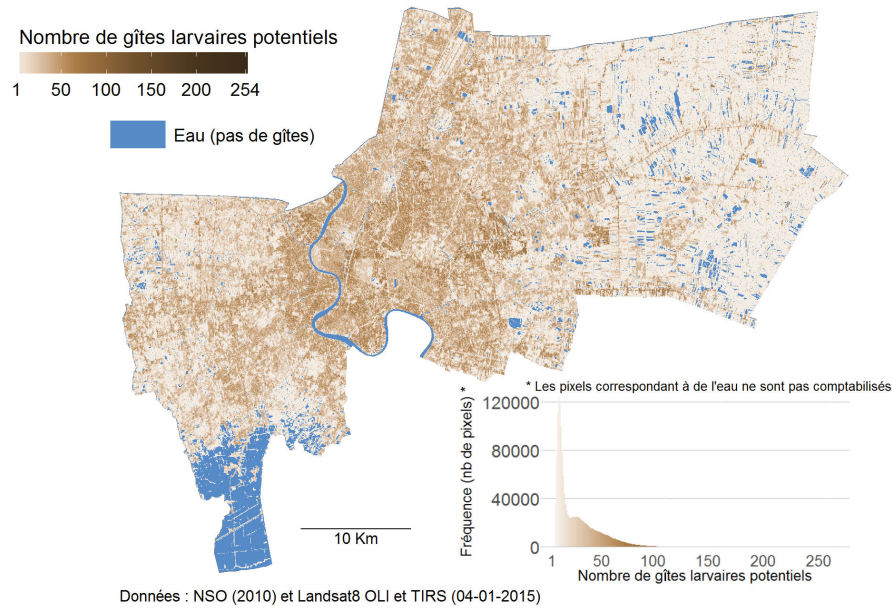 Nombre de gîtes larvaires potentiels
1 50 100 150 200 254
Eau (pas de gîtes)
10 Km
* Les pixels correspondant à de l'eau ne sont pas comptabilisés
Fréquence (nb de pixels) *
120000
80000
40000
0
1 50 100 150 200 250
Nombre de gîtes larvaires potentiels
Données : NSO (2010) et Landsat8 OLI et TIRS (04-01-2015)